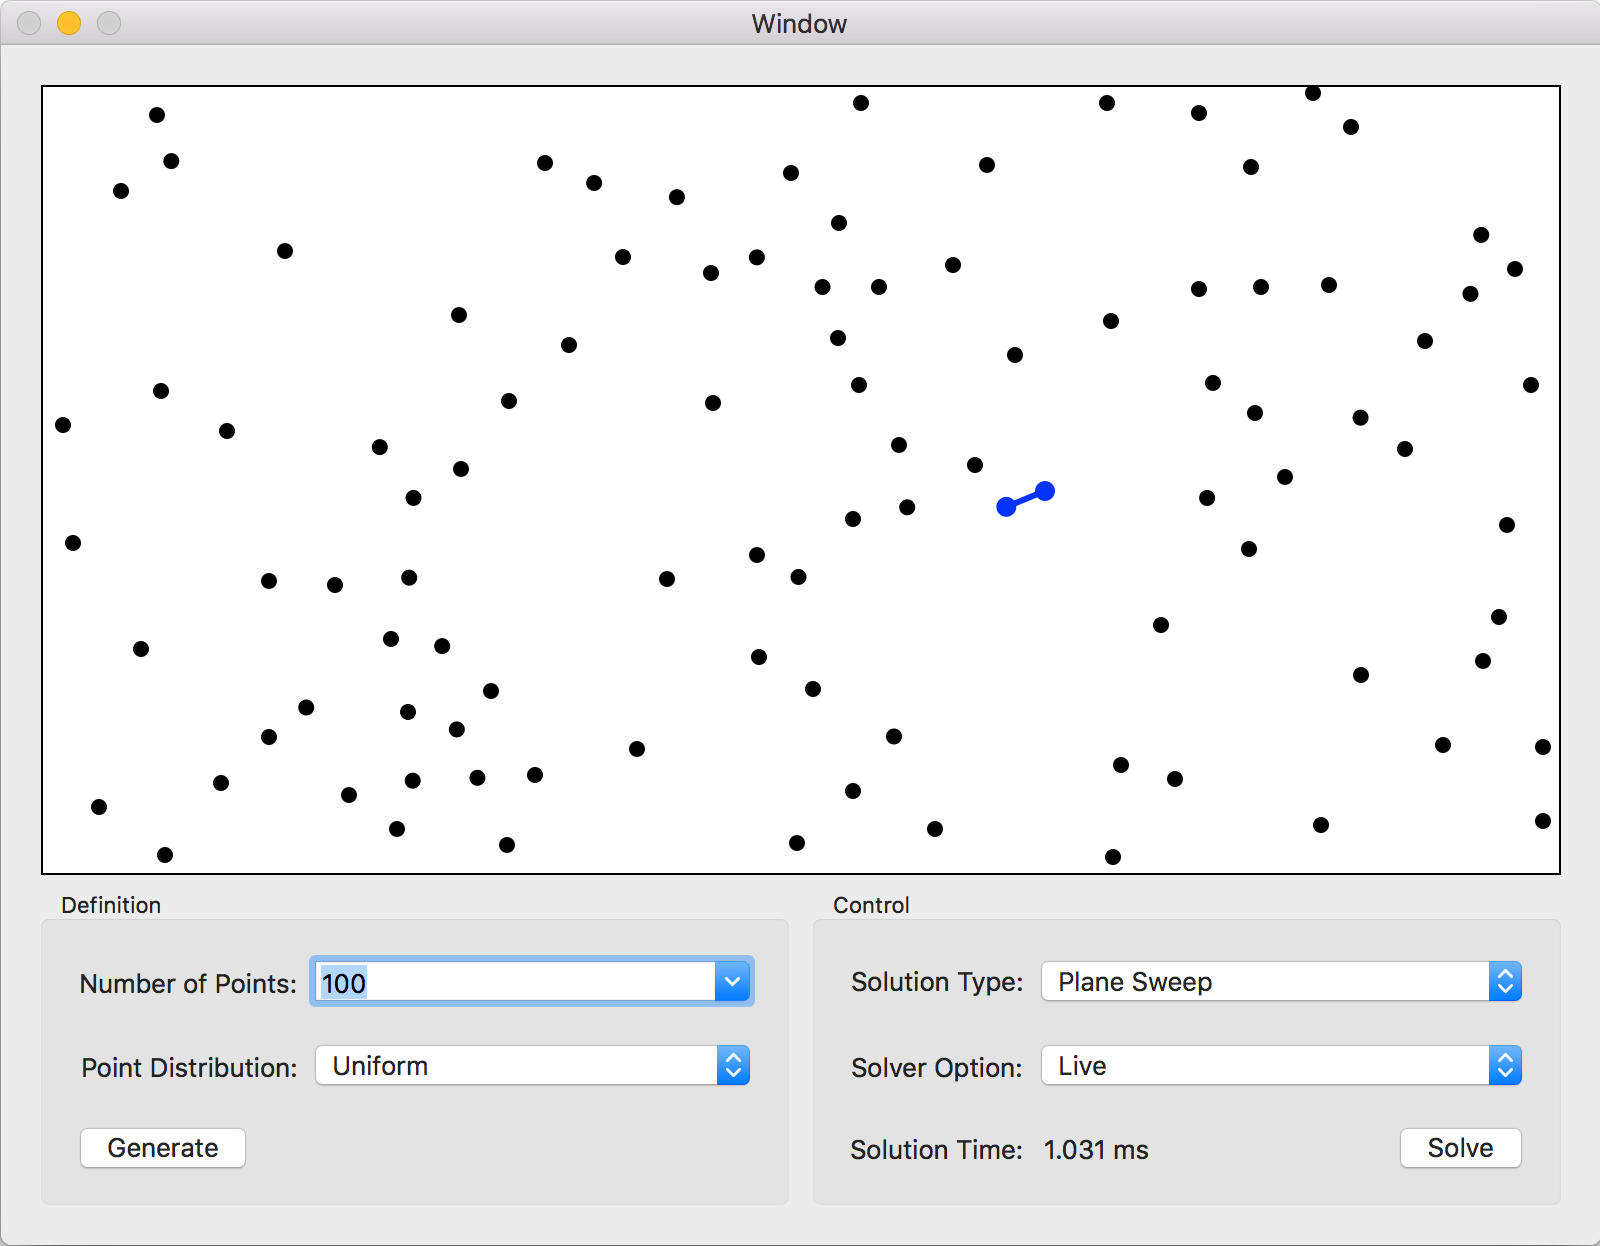 Window
Definition
Number of Points: 100
Point Distribution: Uniform
Generate
Control
Solution Type: Plane Sweep
Solver Option: Live
Solution Time: 1.031 ms
Solve